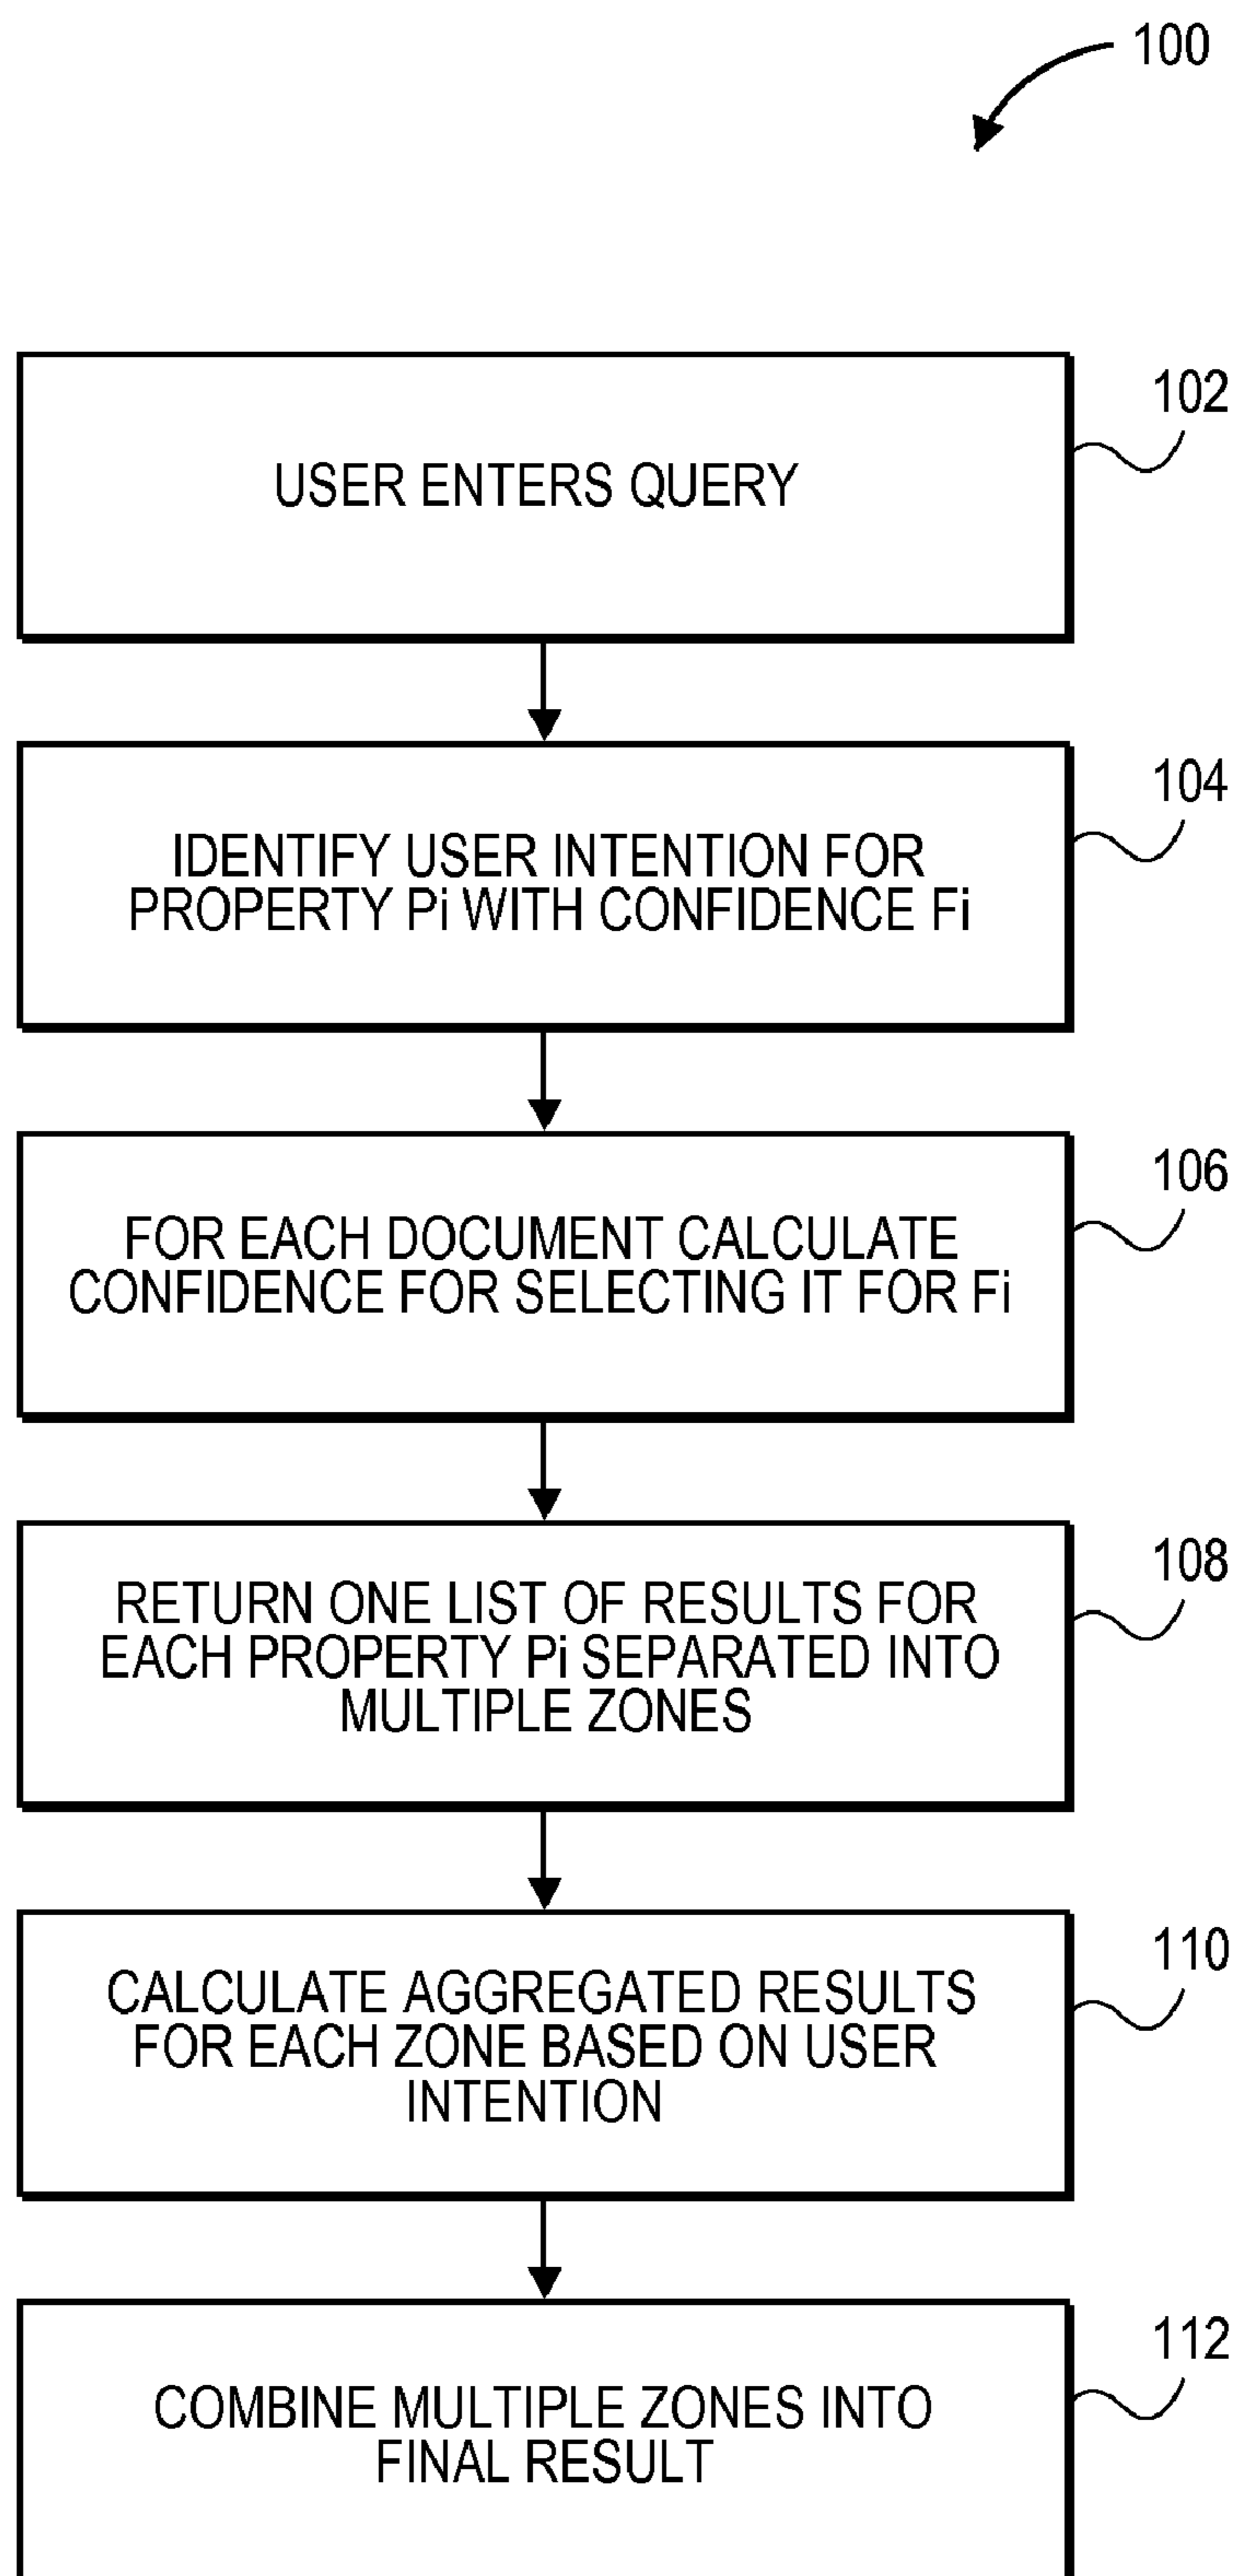 100
USER ENTERS QUERY
102
IDENTIFY USER INTENTION FOR
PROPERTY Pi WITH CONFIDENCE Fi
104
FOR EACH DOCUMENT CALCULATE
CONFIDENCE FOR SELECTING IT FOR Fi
106
RETURN ONE LIST OF RESULTS FOR
EACH PROPERTY Pi SEPARATED INTO
MULTIPLE ZONES
108
CALCULATE AGGREGATED RESULTS
FOR EACH ZONE BASED ON USER
INTENTION
110
COMBINE MULTIPLE ZONES INTO
FINAL RESULT
112